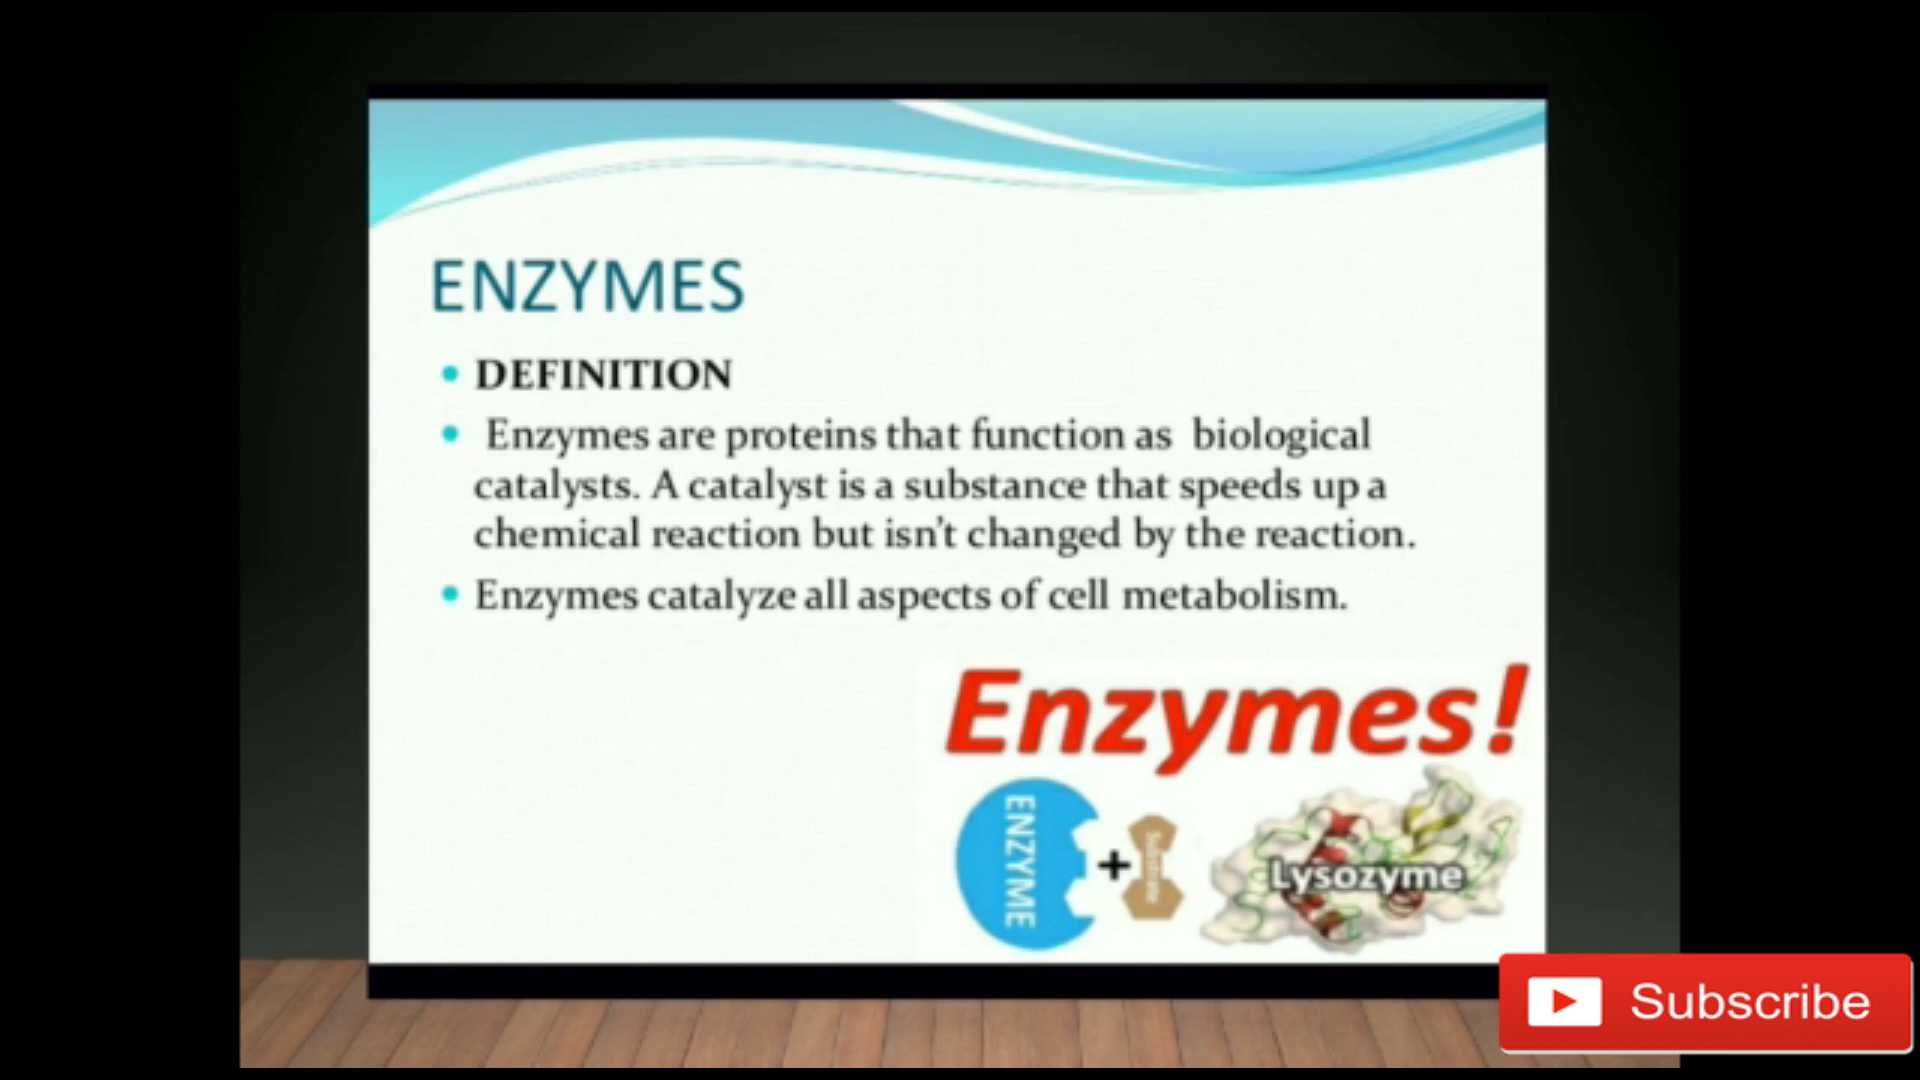 ENZYMES
• DEFINITION
• Enzymes are proteins that function as biological
catalysts. A catalyst is a substance that speeds up a
chemical reaction but isn't changed by the reaction.
• Enzymes catalyze all aspects of cell metabolism.
Enzymes!
ENZYME
+
Substrate
Lysozyme
Subscribe